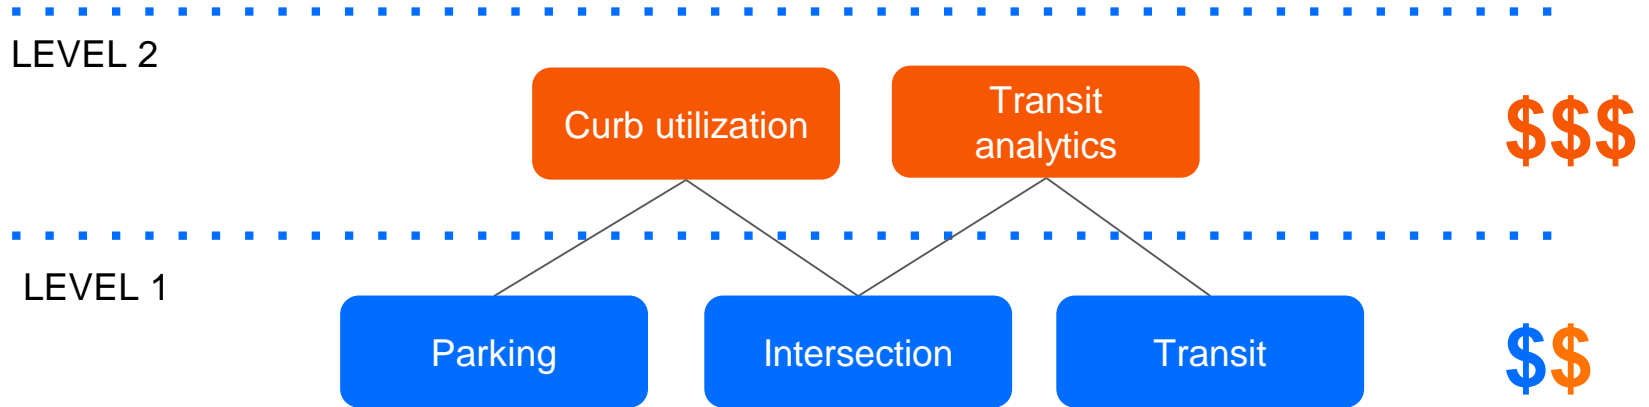 LEVEL 2
Curb utilization
Transit
analytics
$$$
LEVEL 1
Parking
Intersection
Transit
$$